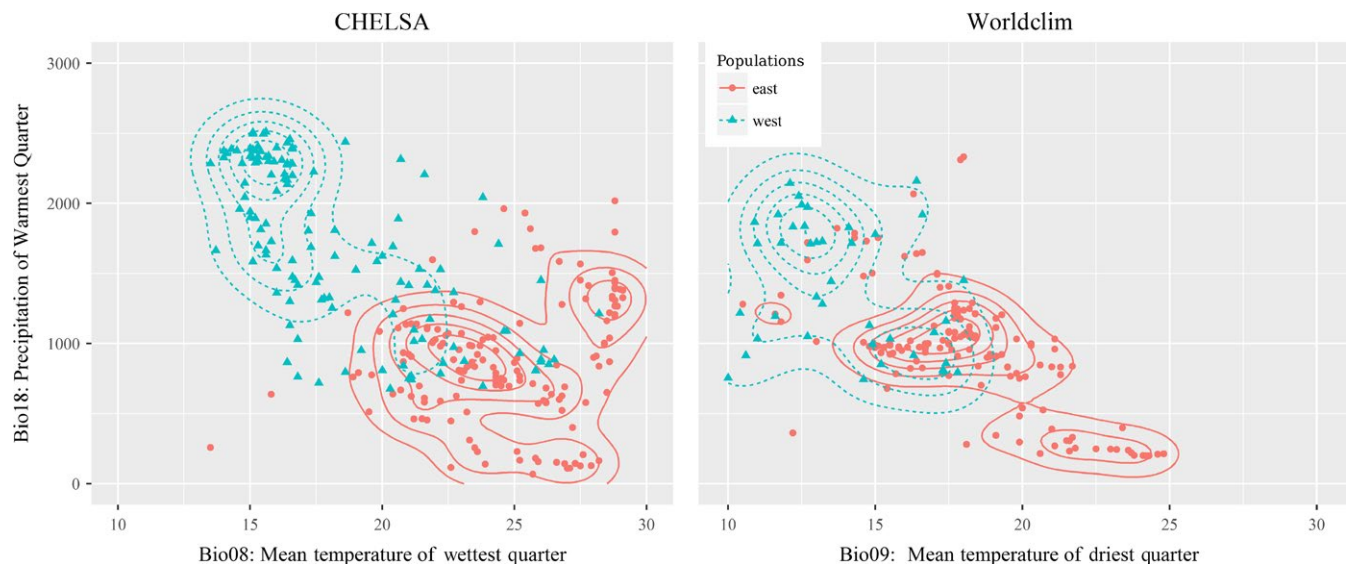 CHELSA
Worldclim
Bio18: Precipitation of Warmest Quarter
3000
2000
1000
0
Populations
east
west
10 15 20 25 30
10 15 20 25 30
Bio08: Mean temperature of wettest quarter
Bio09: Mean temperature of driest quarter